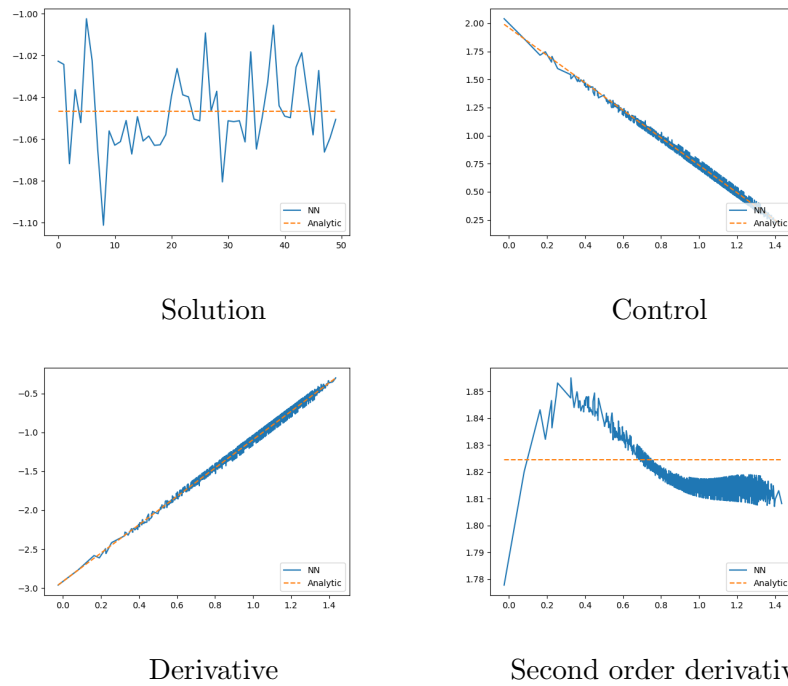 −1.00
−1.02
−1.04
−1.06
−1.08
−1.10
0 10 20 30 40 50
NN
Analytic
Solution
2.00
1.75
1.50
1.25
1.00
0.75
0.50
0.25
0.0 0.2 0.4 0.6 0.8 1.0 1.2 1.4
NN
Analytic
Control
−0.5
−1.0
−1.5
−2.0
−2.5
−3.0
0.0 0.2 0.4 0.6 0.8 1.0 1.2 1.4
NN
Analytic
Derivative
1.85
1.84
1.83
1.82
1.81
1.80
1.79
1.78
0.0 0.2 0.4 0.6 0.8 1.0 1.2 1.4
NN
Analytic
Second order derivativ